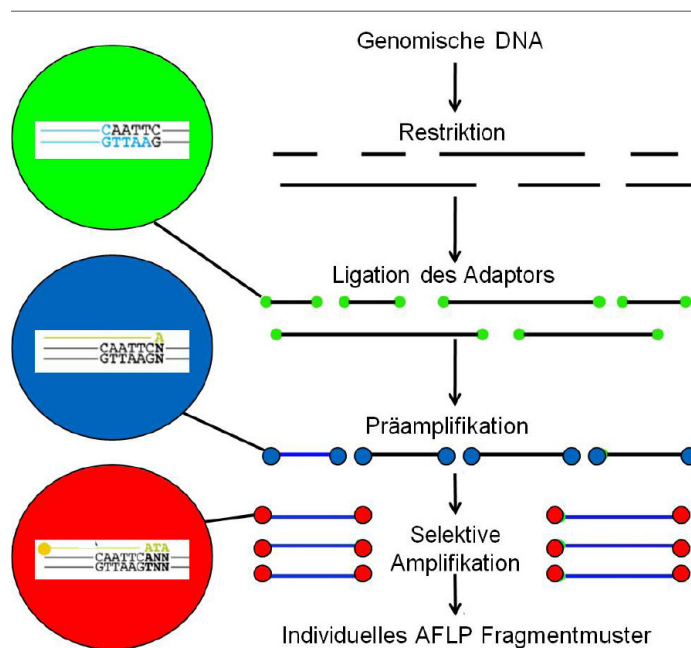 Genomische DNA
CAATTC
GTTAAG
Restriktion
Ligation des Adaptors
A
CAATTCN
GTTAAGN
Präamplifikation
ATA
CAATTCANN
GTTAAGTNN
Selektive
Amplifikation
Individuelles AFLP Fragmentmuster